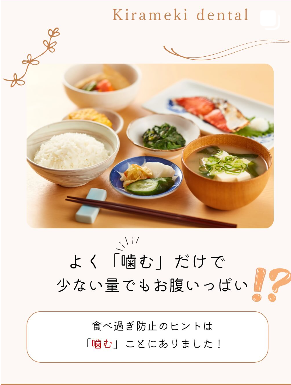 Kirameki dental
よく「噛む」だけで
少ない量でもお腹いっぱい!?
食べ過ぎ防止のヒントは
「噛む」ことにありました!